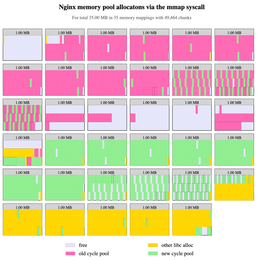 Nginx memory pool allocatons via the mmap syscall
For total 35.00 MB in 35 memory mappings with 49,664 chunks
1.00 MB 1.00 MB 1.00 MB 1.00 MB 1.00 MB 1.00 MB
1.00 MB 1.00 MB 1.00 MB 1.00 MB 1.00 MB 1.00 MB
1.00 MB 1.00 MB 1.00 MB 1.00 MB 1.00 MB 1.00 MB
1.00 MB 1.00 MB 1.00 MB 1.00 MB 1.00 MB 1.00 MB
1.00 MB 1.00 MB 1.00 MB 1.00 MB 1.00 MB 1.00 MB
1.00 MB 1.00 MB 1.00 MB 1.00 MB 1.00 MB
free other libc alloc
old cycle pool new cycle pool